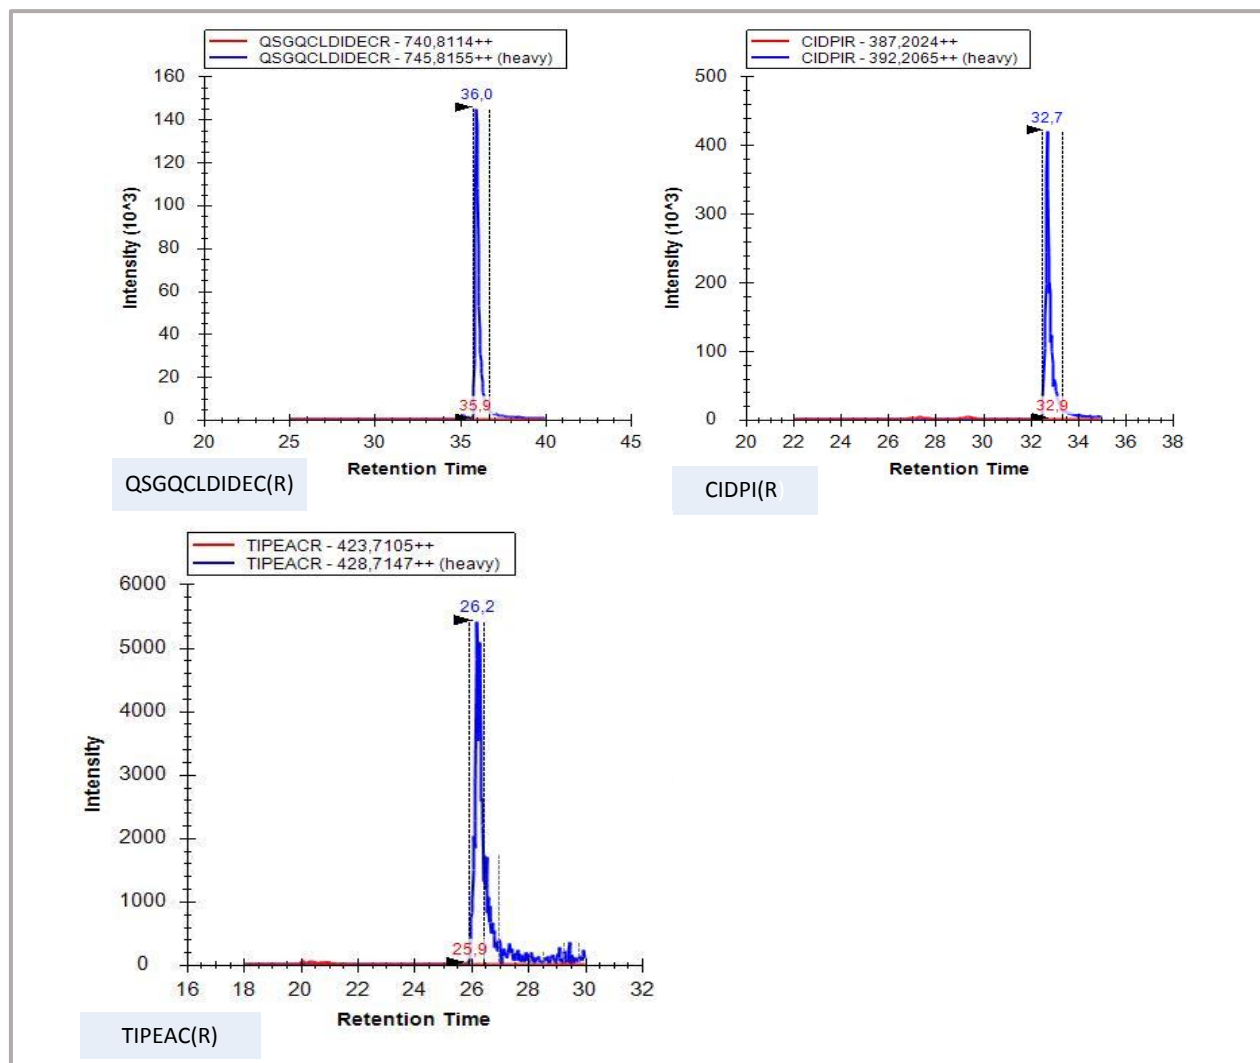 QSGQCLDIDECR - 740,8114++
QSGQCLDIDECR - 745,8155++ (heavy)
160
140
120
100
80
60
40
20
0
Intensity (10^3)
36,0
35,9
20 25 30 35 40 45
Retention Time
QSGQCLDIDEC(R)
CIDPIR - 387,2024++
CIDPIR - 392,2065++ (heavy)
500
400
300
200
100
0
Intensity (10^3)
32,7
32,9
20 22 24 26 28 30 32 34 36 38
Retention Time
CIDPI(R
TIPEACR - 423,7105++
TIPEACR - 428,7147++ (heavy)
6000
5000
4000
3000
2000
1000
0
Intensity
26,2
25,9
16 18 20 22 24 26 28 30 32
Retention Time
TIPEAC(R)